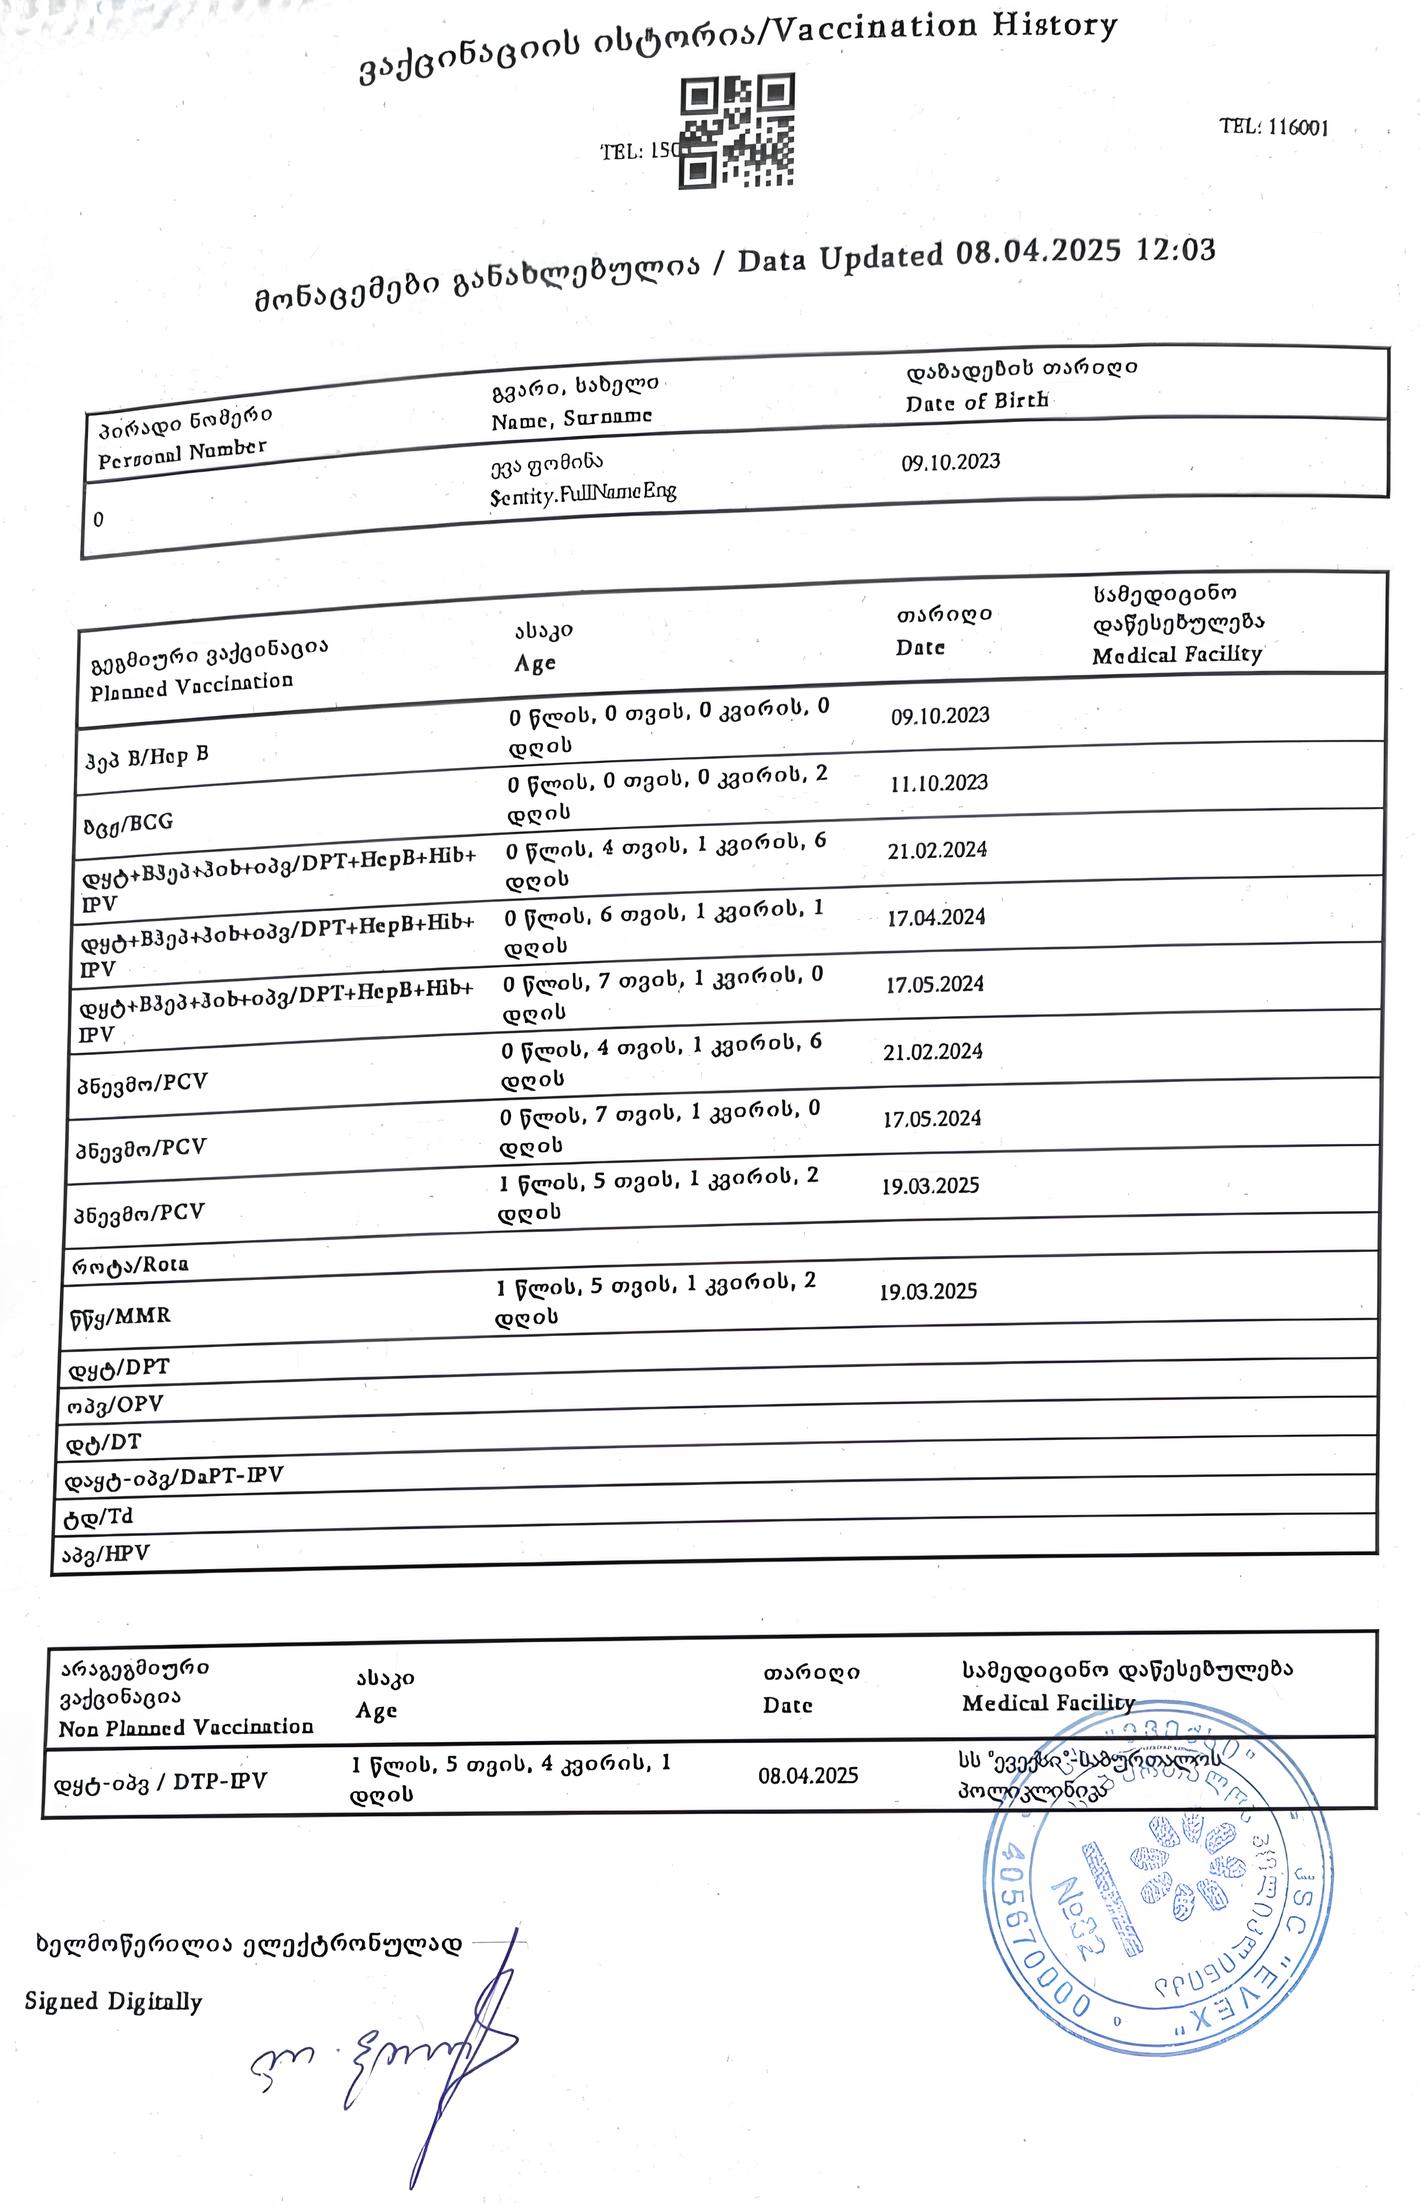 ვაქცინაციის ისტორია/Vaccination History
TEL: 150
TEL: 116001
მონაცემები განახლებულია / Data Updated 08.04.2025 12:03
პირადი ნომერი
Personal Number
გვარი, სახელი
Name, Surname
დაბადების თარიღი
Date of Birth
0
ევა ფომინა
$entity.FullNameEng
09.10.2023
გეგმიური ვაქცინაცია
Planned Vaccination
ასაკი
Age
თარიღი
Date
სამედიცინო
დაწესებულება
Medical Facility
ჰეპ B/Hep B
0 წლის, 0 თვის, 0 კვირის, 0
დღის
09.10.2023
ბცჟ/BCG
0 წლის, 0 თვის, 0 კვირის, 2
დღის
11.10.2023
დყტ+Bჰეპ+ჰიბ+იპვ/DPT+HepB+Hib+
IPV
0 წლის, 4 თვის, 1 კვირის, 6
დღის
21.02.2024
დყტ+Bჰეპ+ჰიბ+იპვ/DPT+HepB+Hib+
IPV
0 წლის, 6 თვის, 1 კვირის, 1
დღის
17.04.2024
დყტ+Bჰეპ+ჰიბ+იპვ/DPT+HepB+Hib+
IPV
0 წლის, 7 თვის, 1 კვირის, 0
დღის
17.05.2024
პნევმო/PCV
0 წლის, 4 თვის, 1 კვირის, 6
დღის
21.02.2024
პნევმო/PCV
0 წლის, 7 თვის, 1 კვირის, 0
დღის
17.05.2024
პნევმო/PCV
1 წლის, 5 თვის, 1 კვირის, 2
დღის
19.03.2025
როტა/Rota
წწყ/MMR
1 წლის, 5 თვის, 1 კვირის, 2
დღის
19.03.2025
დყტ/DPT
ოპვ/OPV
დტ/DT
დაყტ-იპვ/DaPT-IPV
ტდ/Td
აპვ/HPV
არაგეგმიური
ვაქცინაცია
Non Planned Vaccination
ასაკი
Age
თარიღი
Date
სამედიცინო დაწესებულება
Medical Facility
დყტ-იპვ / DTP-IPV
1 წლის, 5 თვის, 4 კვირის, 1
დღის
08.04.2025
სს "ევექსი"-საბურთალოს
პოლიკლინიკა
JSC "EVEX"
№32
ხელმოწერილია ელექტრონულად
Signed Digitally